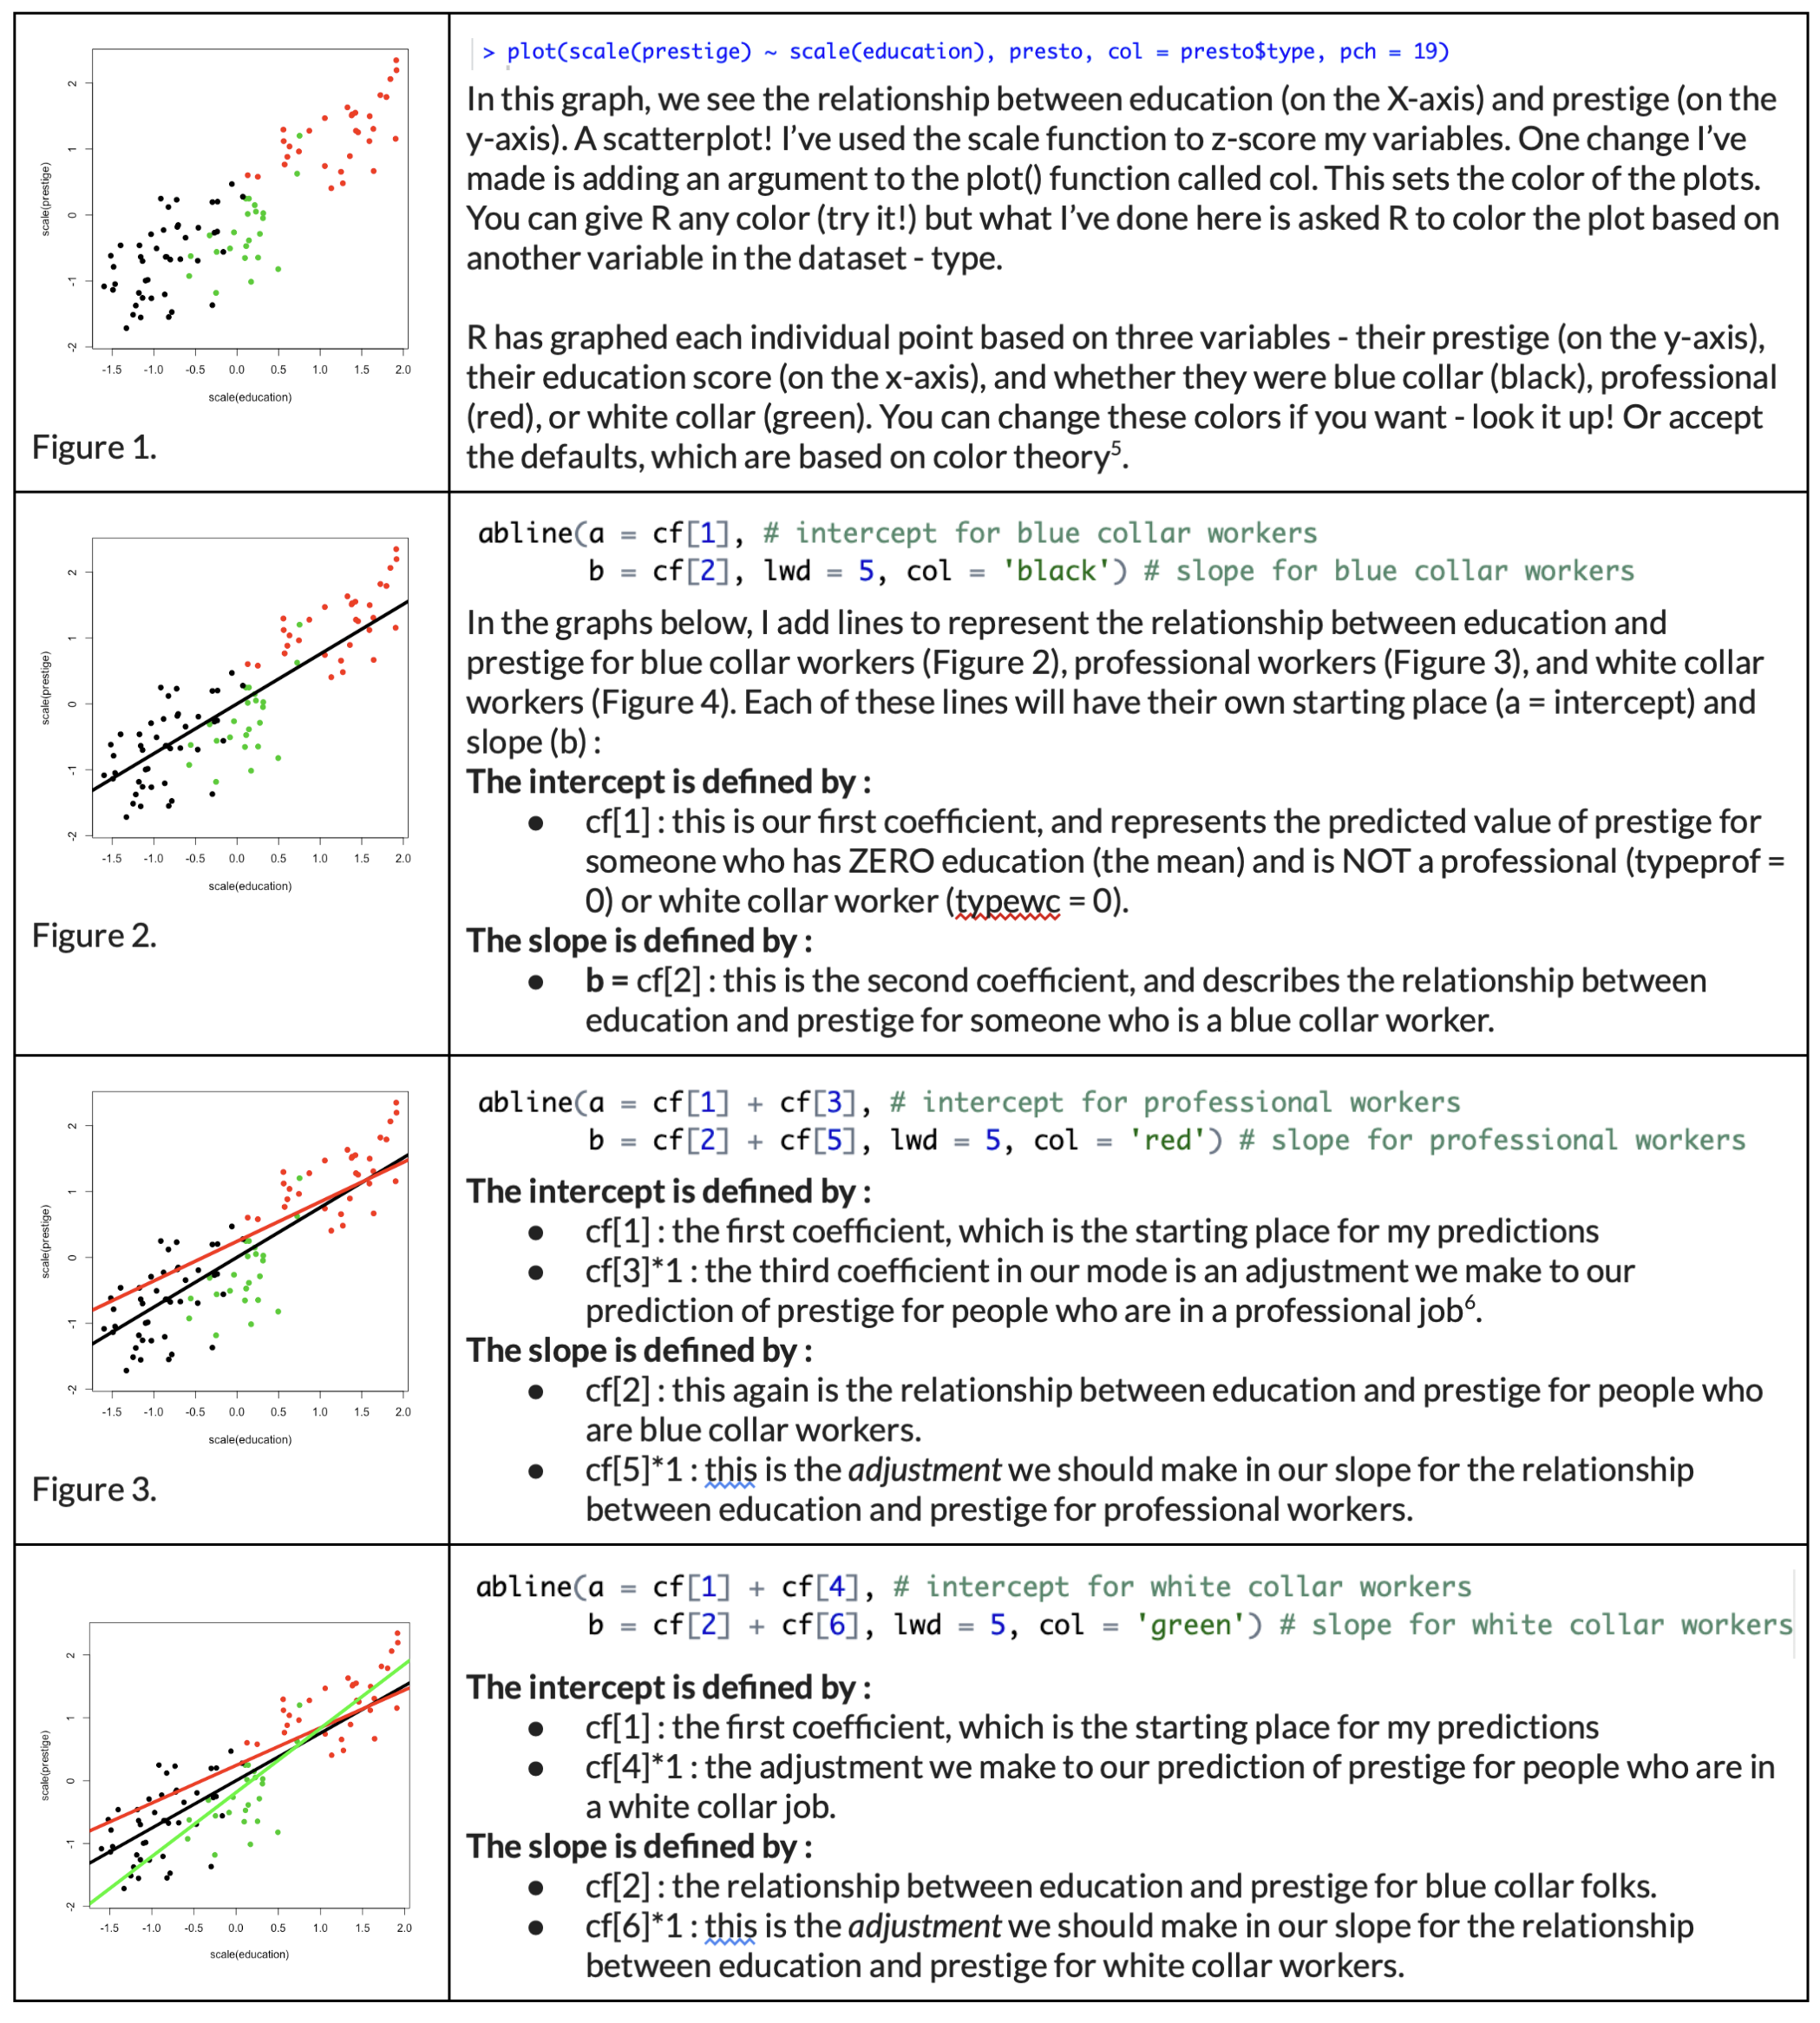 > plot(scale(prestige) ~ scale(education), presto, col = presto$type, pch = 19)
In this graph, we see the relationship between education (on the X-axis) and prestige (on the
y-axis). A scatterplot! I’ve used the scale function to z-score my variables. One change I’ve
made is adding an argument to the plot() function called col. This sets the color of the plots.
You can give R any color (try it!) but what I’ve done here is asked R to color the plot based on
another variable in the dataset - type.
R has graphed each individual point based on three variables - their prestige (on the y-axis),
their education score (on the x-axis), and whether they were blue collar (black), professional
(red), or white collar (green). You can change these colors if you want - look it up! Or accept
the defaults, which are based on color theory⁵.
scale(prestige)
2
1
0
-1
-2
-1.5 -1.0 -0.5 0.0 0.5 1.0 1.5 2.0
scale(education)
Figure 1.
abline(a = cf[1], # intercept for blue collar workers
b = cf[2], lwd = 5, col = 'black') # slope for blue collar workers
In the graphs below, I add lines to represent the relationship between education and
prestige for blue collar workers (Figure 2), professional workers (Figure 3), and white collar
workers (Figure 4). Each of these lines will have their own starting place (a = intercept) and
slope (b) :
The intercept is defined by :
● cf[1] : this is our first coefficient, and represents the predicted value of prestige for
someone who has ZERO education (the mean) and is NOT a professional (typeprof =
0) or white collar worker (typewc = 0).
The slope is defined by :
● b = cf[2] : this is the second coefficient, and describes the relationship between
education and prestige for someone who is a blue collar worker.
scale(prestige)
2
1
0
-1
-2
-1.5 -1.0 -0.5 0.0 0.5 1.0 1.5 2.0
scale(education)
Figure 2.
abline(a = cf[1] + cf[3], # intercept for professional workers
b = cf[2] + cf[5], lwd = 5, col = 'red') # slope for professional workers
The intercept is defined by :
● cf[1] : the first coefficient, which is the starting place for my predictions
● cf[3]*1 : the third coefficient in our mode is an adjustment we make to our
prediction of prestige for people who are in a professional job⁶.
The slope is defined by :
● cf[2] : this again is the relationship between education and prestige for people who
are blue collar workers.
● cf[5]*1 : this is the adjustment we should make in our slope for the relationship
between education and prestige for professional workers.
scale(prestige)
2
1
0
-1
-2
-1.5 -1.0 -0.5 0.0 0.5 1.0 1.5 2.0
scale(education)
Figure 3.
abline(a = cf[1] + cf[4], # intercept for white collar workers
b = cf[2] + cf[6], lwd = 5, col = 'green') # slope for white collar workers
The intercept is defined by :
● cf[1] : the first coefficient, which is the starting place for my predictions
● cf[4]*1 : the adjustment we make to our prediction of prestige for people who are in
a white collar job.
The slope is defined by :
● cf[2] : the relationship between education and prestige for blue collar folks.
● cf[6]*1 : this is the adjustment we should make in our slope for the relationship
between education and prestige for white collar workers.
scale(prestige)
2
1
0
-1
-2
-1.5 -1.0 -0.5 0.0 0.5 1.0 1.5 2.0
scale(education)